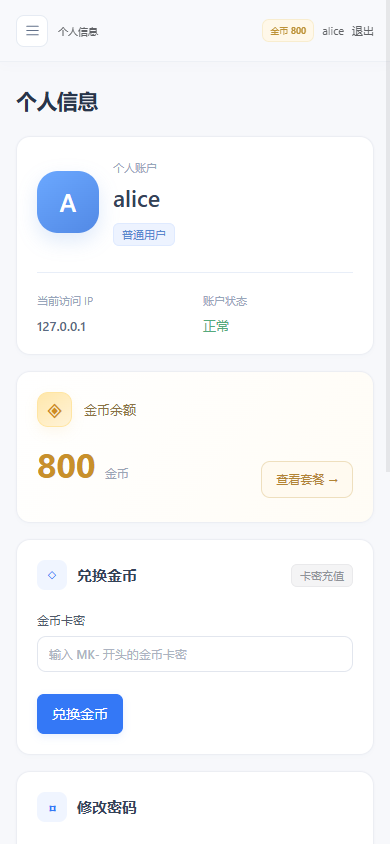 个人信息
金币 800 alice 退出
个人信息
A
个人账户
alice
普通用户
当前访问 IP
127.0.0.1
账户状态
正常
金币余额
800 金币
查看套餐 →
兑换金币
卡密充值
金币卡密
输入 MK- 开头的金币卡密
兑换金币
修改密码